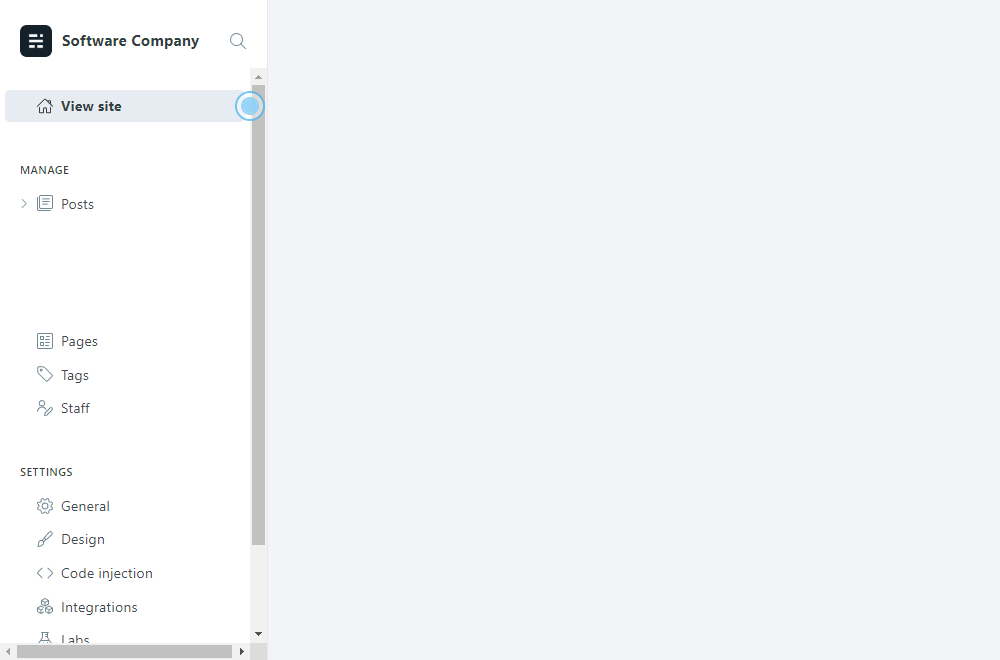 Software Company
View site
MANAGE
Posts
Pages
Tags
Staff
SETTINGS
General
Design
Code injection
Integrations
Labs